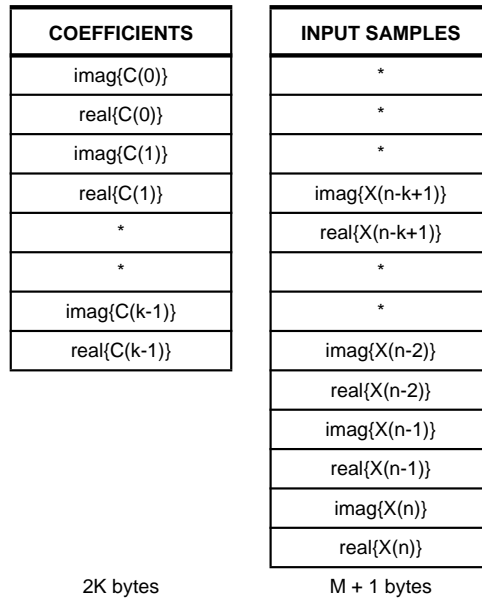 COEFFICIENTS
imag{C(0)}
real{C(0)}
imag{C(1)}
real{C(1)}
*
*
imag{C(k-1)}
real{C(k-1)}
2K bytes
INPUT SAMPLES
*
*
*
imag{X(n-k+1)}
real{X(n-k+1)}
*
*
imag{X(n-2)}
real{X(n-2)}
imag{X(n-1)}
real{X(n-1)}
imag{X(n)}
real{X(n)}
M + 1 bytes